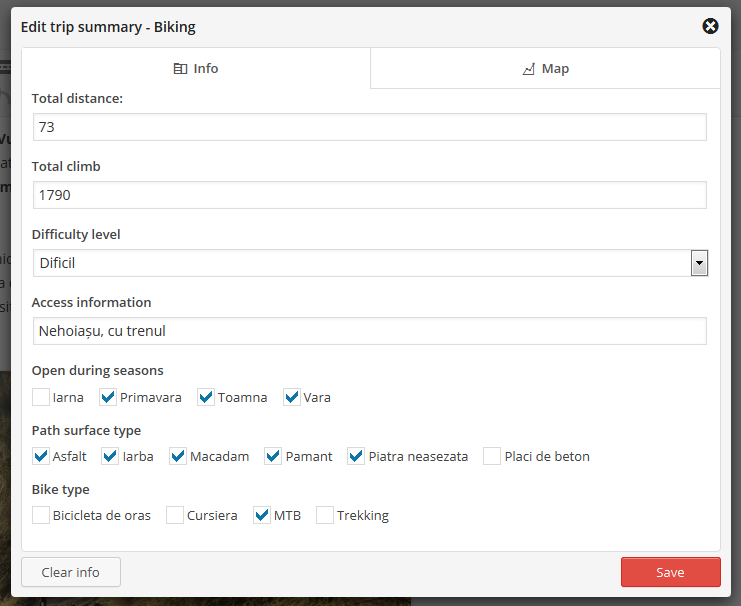 Edit trip summary - Biking
Info
Map
Total distance:
73
Total climb
1790
Difficulty level
Dificil
Access information
Nehoiașu, cu trenul
Open during seasons
Iarna Primavara Toamna Vara
Path surface type
Asfalt Iarba Macadam Pamant Piatra neasezata Placi de beton
Bike type
Bicicleta de oras Cursiera MTB Trekking
Clear info
Save